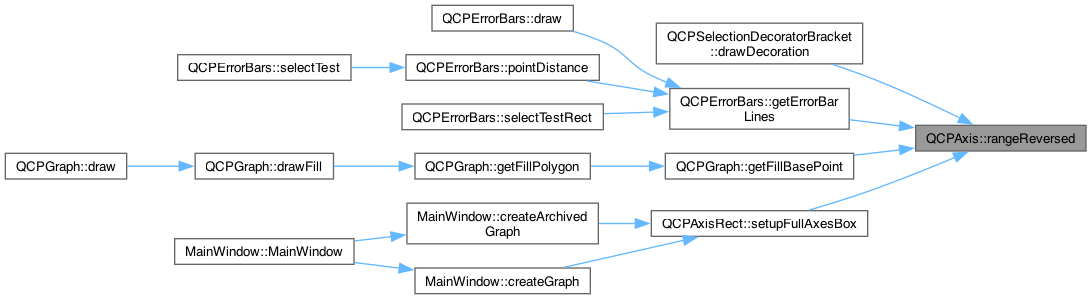 QCPErrorBars::draw
QCPSelectionDecoratorBracket
::drawDecoration
QCPErrorBars::selectTest
QCPErrorBars::pointDistance
QCPErrorBars::getErrorBar
Lines
QCPErrorBars::selectTestRect
QCPAxis::rangeReversed
QCPGraph::draw
QCPGraph::drawFill
QCPGraph::getFillPolygon
QCPGraph::getFillBasePoint
MainWindow::createArchived
Graph
QCPAxisRect::setupFullAxesBox
MainWindow::MainWindow
MainWindow::createGraph